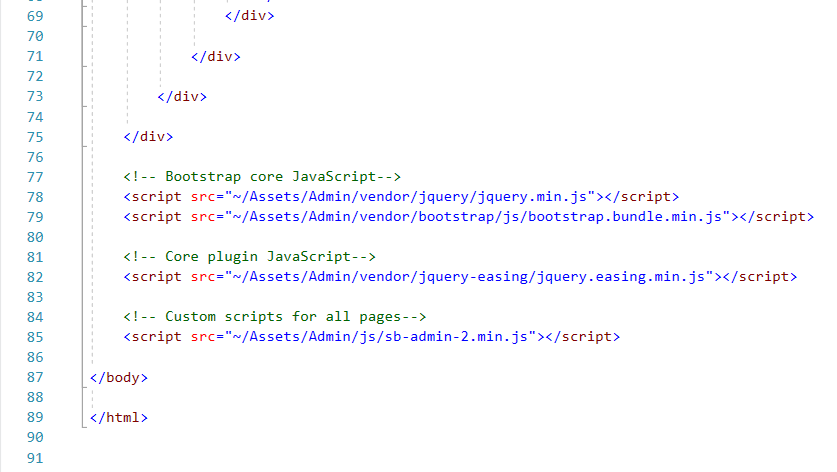 69 </div>
70
71 </div>
72
73 </div>
74
75 </div>
76
77 <!-- Bootstrap core JavaScript-->
78 <script src="~/Assets/Admin/vendor/jquery/jquery.min.js"></script>
79 <script src="~/Assets/Admin/vendor/bootstrap/js/bootstrap.bundle.min.js"></script>
80
81 <!-- Core plugin JavaScript-->
82 <script src="~/Assets/Admin/vendor/jquery-easing/jquery.easing.min.js"></script>
83
84 <!-- Custom scripts for all pages-->
85 <script src="~/Assets/Admin/js/sb-admin-2.min.js"></script>
86
87 </body>
88
89 </html>
90
91